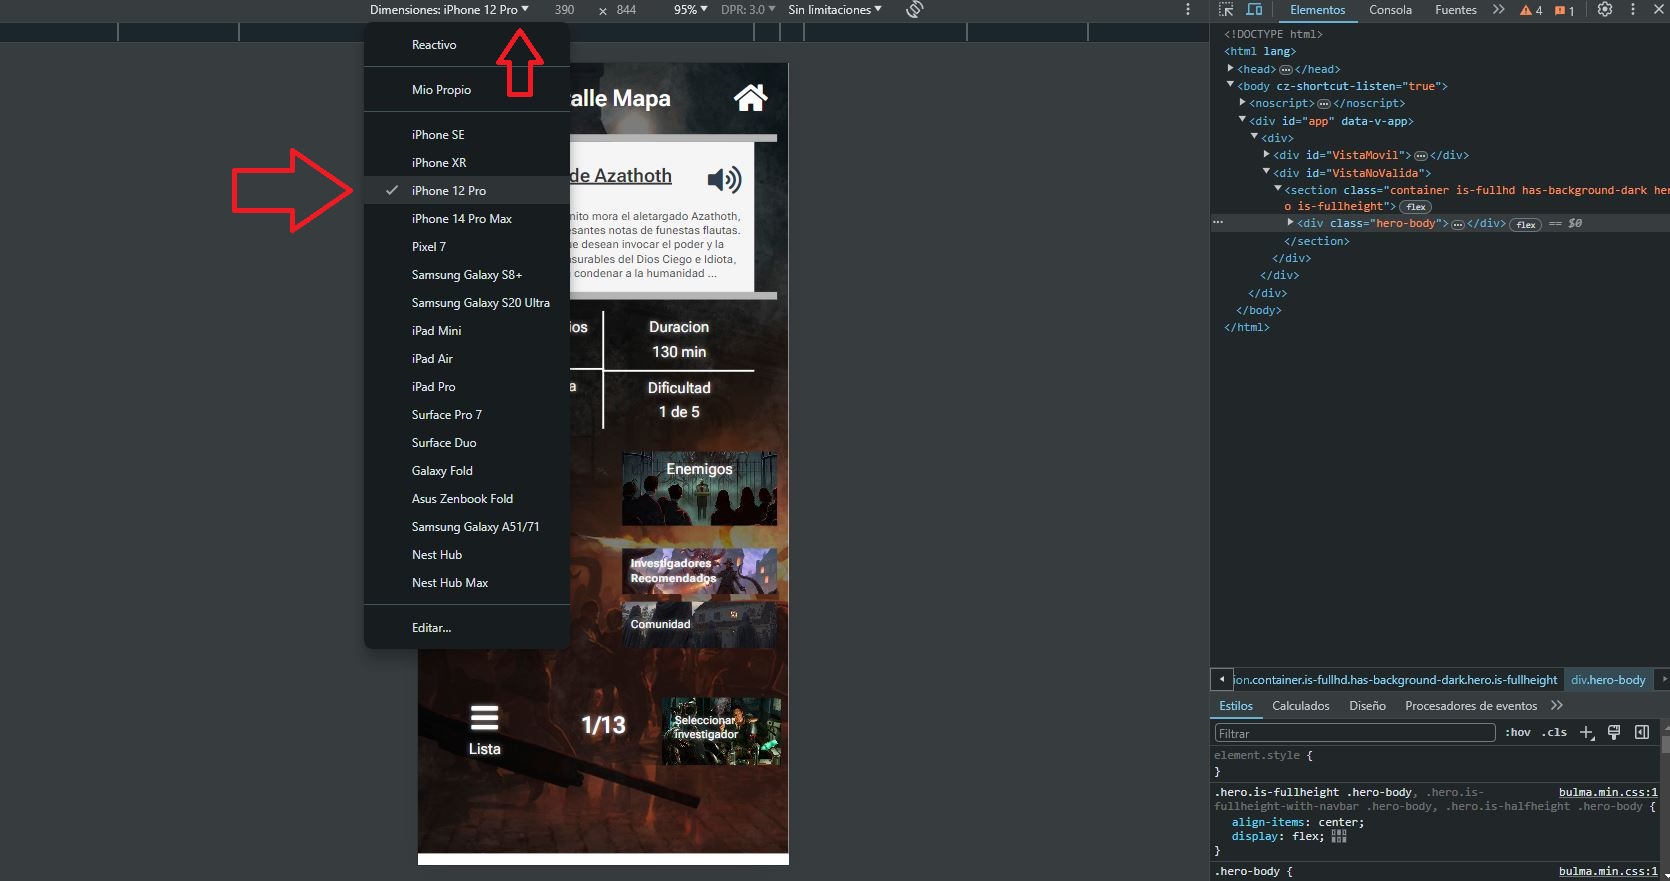 Dimensiones: iPhone 12 Pro 390 × 844 95% DPR: 3.0 Sin limitaciones
Reactivo
Mio Propio
iPhone SE
iPhone XR
iPhone 12 Pro
iPhone 14 Pro Max
Pixel 7
Samsung Galaxy S8+
Samsung Galaxy S20 Ultra
iPad Mini
iPad Air
iPad Pro
Surface Pro 7
Surface Duo
Galaxy Fold
Asus Zenbook Fold
Samsung Galaxy A51/71
Nest Hub
Nest Hub Max
Editar...
alle Mapa
de Azathoth
nito mora el aletargado Azathoth,
esantes notas de funestas flautas.
ue desean invocar el poder y la
nsurables del Dios Ciego e Idiota,
condenar a la humanidad ...
ios
Duracion
130 min
a
Dificultad
1 de 5
Enemigos
Investigadores
Recomendados
Comunidad
Lista
1/13
Seleccionar
investigador
Elementos Consola Fuentes 4 1
<!DOCTYPE html>
<html lang>
<head> ••• </head>
<body cz-shortcut-listen="true">
<noscript> ••• </noscript>
<div id="app" data-v-app>
<div>
<div id="VistaMovil"> ••• </div>
<div id="VistaNoValida">
<section class="container is-fullhd has-background-dark her
o is-fullheight"> flex
••• <div class="hero-body"> ••• </div> flex == $0
</section>
</div>
</div>
</div>
</body>
</html>
ion.container.is-fullhd.has-background-dark.hero.is-fullheight div.hero-body
Estilos Calculados Diseño Procesadores de eventos
Filtrar :hov .cls
element.style {
}
.hero.is-fullheight .hero-body, .hero.is- bulma.min.css:1
fullheight-with-navbar .hero-body, .hero.is-halfheight .hero-body {
align-items: center;
display: flex;
}
.hero-body { bulma.min.css:1